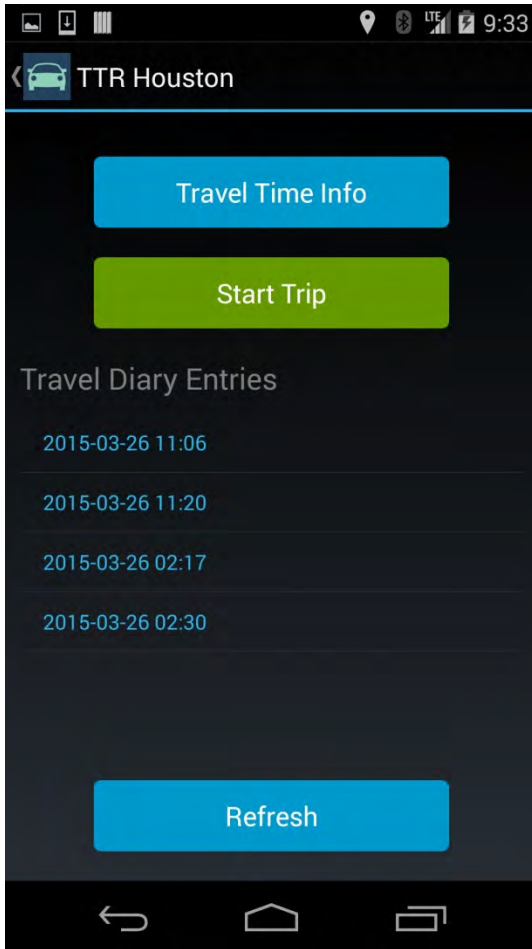 LTE 9:33
TTR Houston
Travel Time Info
Start Trip
Travel Diary Entries
2015-03-26 11:06
2015-03-26 11:20
2015-03-26 02:17
2015-03-26 02:30
Refresh